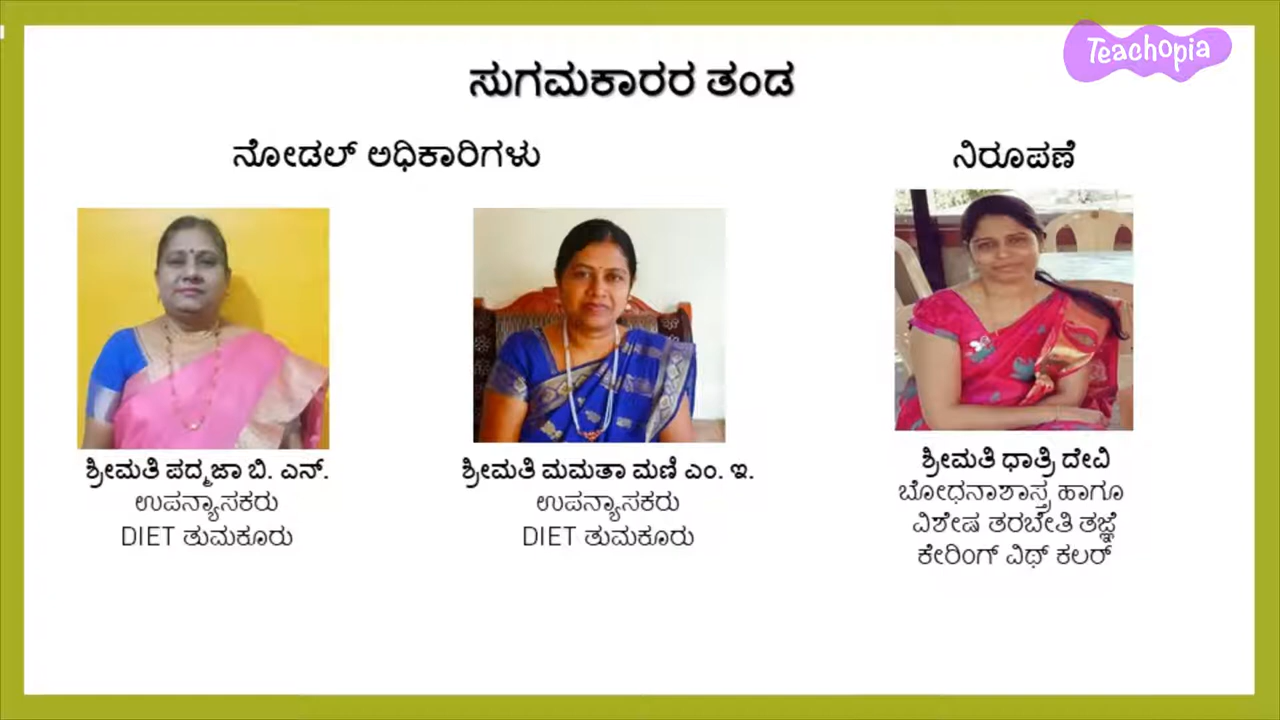 Teachopia
ಸುಗಮಕಾರರ ತಂಡ
ನೋಡಲ್ ಅಧಿಕಾರಿಗಳು
ಶ್ರೀಮತಿ ಪದ್ಮಜಾ ಬಿ. ಎನ್.
ಉಪನ್ಯಾಸಕರು
DIET ತುಮಕೂರು
ಶ್ರೀಮತಿ ಮಮತಾ ಮಣಿ ಎಂ. ಇ.
ಉಪನ್ಯಾಸಕರು
DIET ತುಮಕೂರು
ನಿರೂಪಣೆ
ಶ್ರೀಮತಿ ಧಾತ್ರಿ ದೇವಿ
ಬೋಧನಾಶಾಸ್ತ್ರ ಹಾಗೂ
ವಿಶೇಷ ತರಬೇತಿ ತಜ್ಞೆ
ಕೇರಿಂಗ್ ವಿಥ್ ಕಲರ್